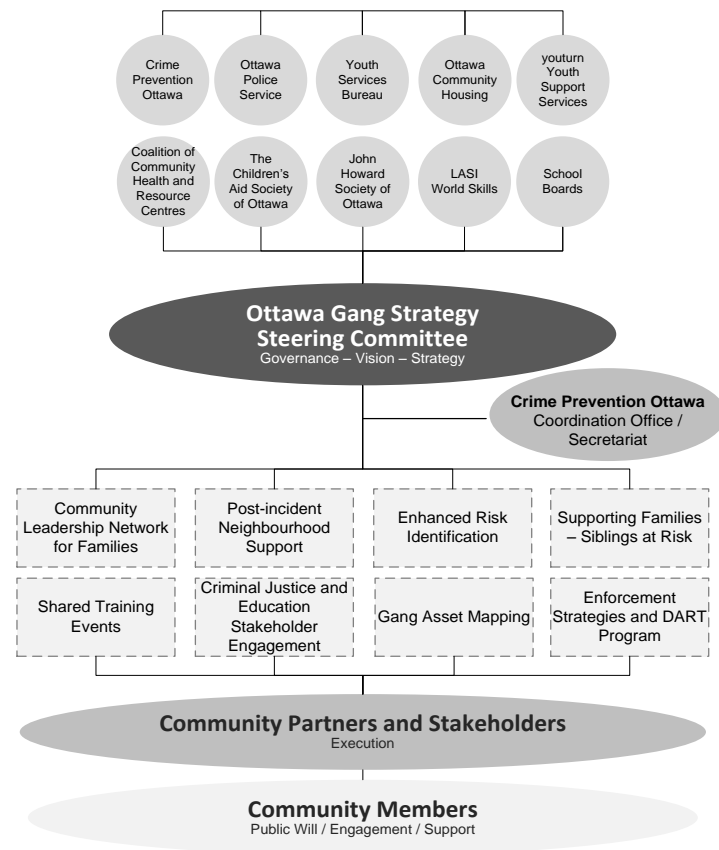 Crime
Prevention
Ottawa
Ottawa
Police
Service
Youth
Services
Bureau
Ottawa
Community
Housing
youturn
Youth
Support
Services
Coalition of
Community
Health and
Resource
Centres
The
Children's
Aid Society
of Ottawa
John
Howard
Society of
Ottawa
LASI
World Skills
School
Boards
Ottawa Gang Strategy
Steering Committee
Governance – Vision – Strategy
Crime Prevention Ottawa
Coordination Office /
Secretariat
Community
Leadership Network
for Families
Post-incident
Neighbourhood
Support
Enhanced Risk
Identification
Supporting Families
– Siblings at Risk
Shared Training
Events
Criminal Justice and
Education
Stakeholder
Engagement
Gang Asset Mapping
Enforcement
Strategies and DART
Program
Community Partners and Stakeholders
Execution
Community Members
Public Will / Engagement / Support